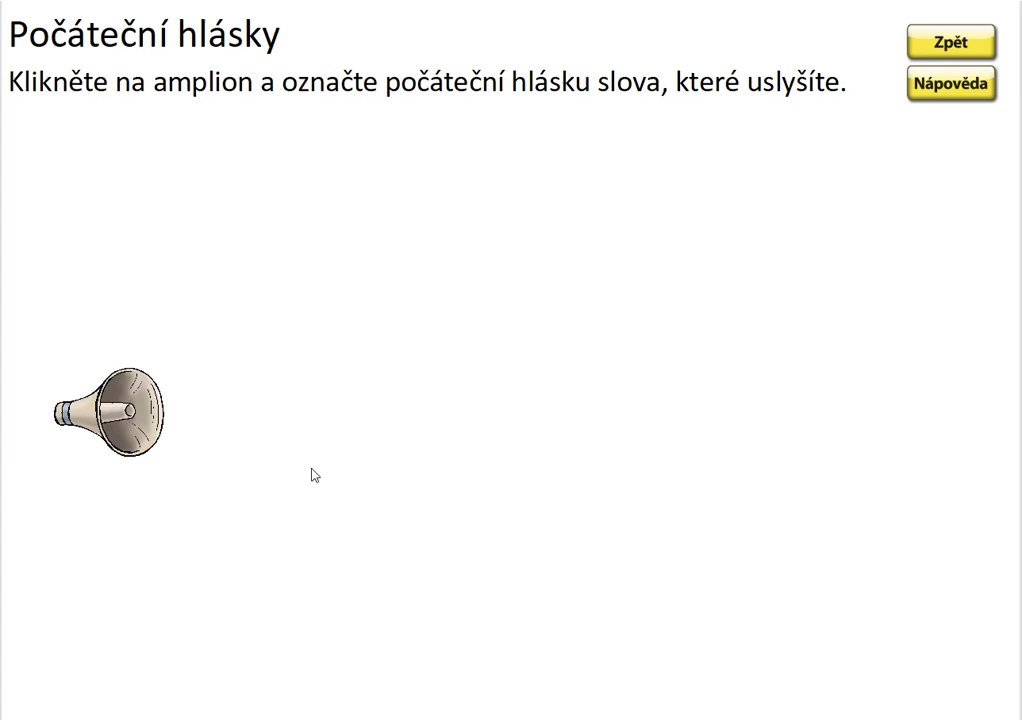 Počáteční hlásky
Zpět
Klikněte na amplion a označte počáteční hlásku slova, které uslyšíte.
Nápověda